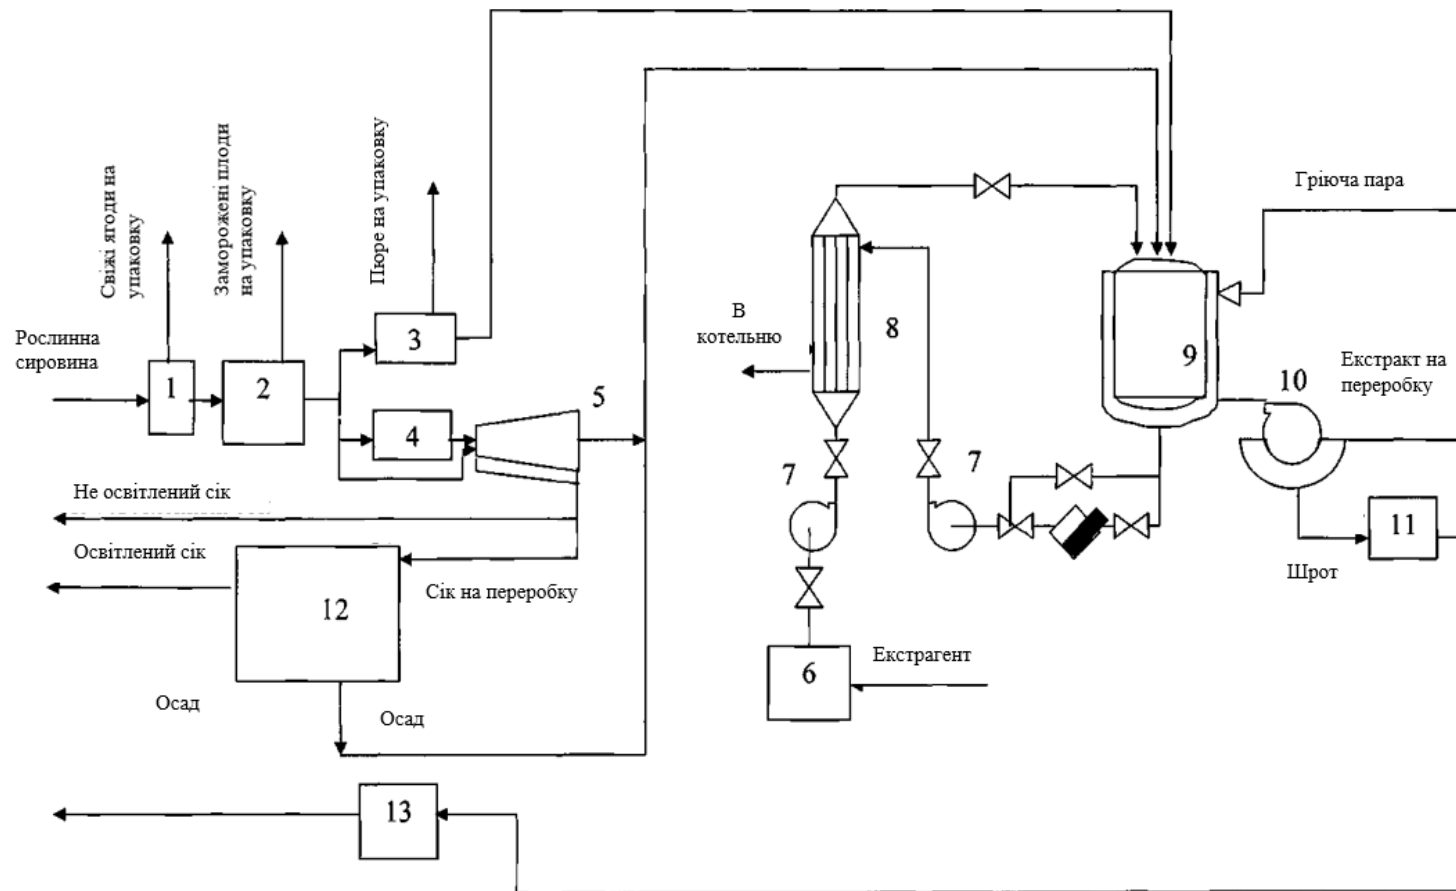 Свіжі ягоди на
упаковку
Заморожені плоди
на упаковку
Пюре на упаковку
Гріюча пара
Рослинна
сировина
1
2
3
4
5
В
котельню
8
9
10
Екстракт на
переробку
7
7
Не освітлений сік
Освітлений сік
12
Сік на переробку
11
Шрот
6
Екстрагент
Осад
Осад
13